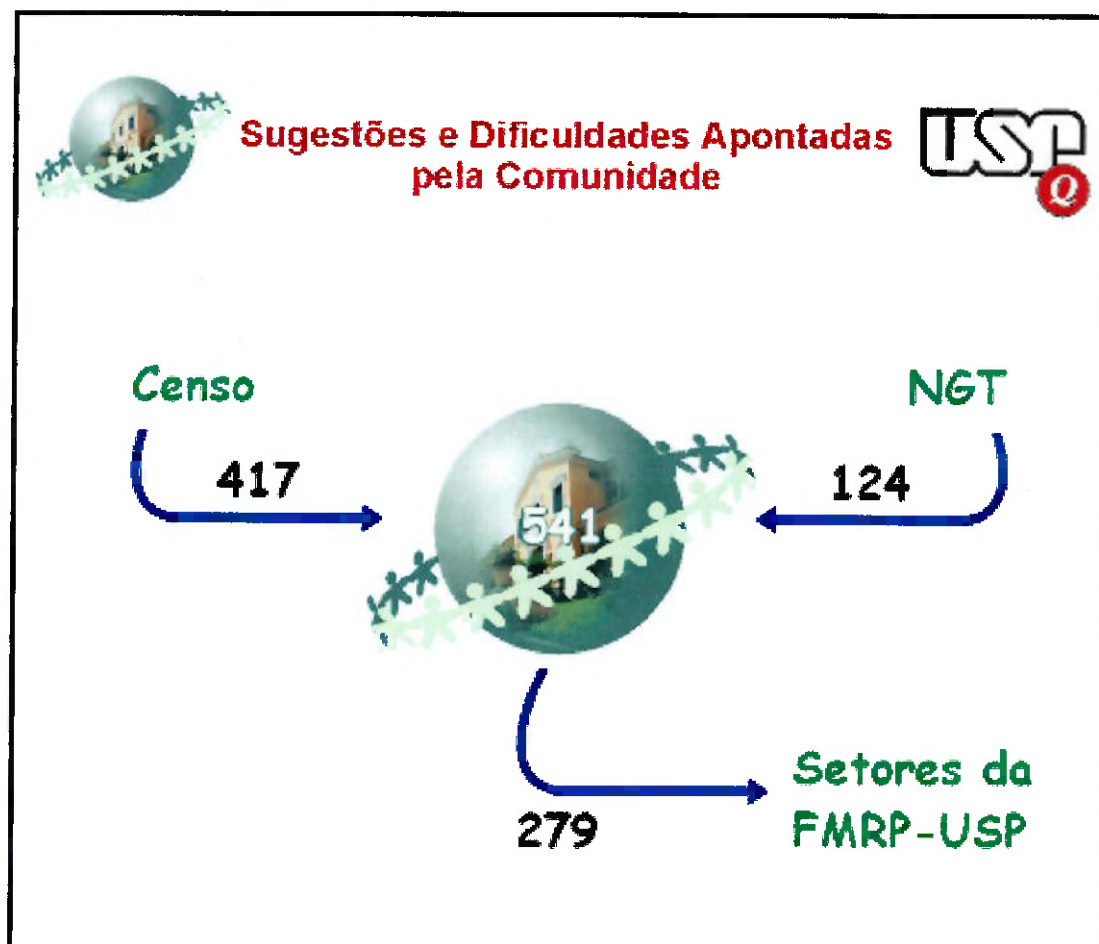 Sugestões e Dificuldades Apontadas
pela Comunidade
USP
Q
Censo
NGT
417
124
541
279
Setores da
FMRP-USP